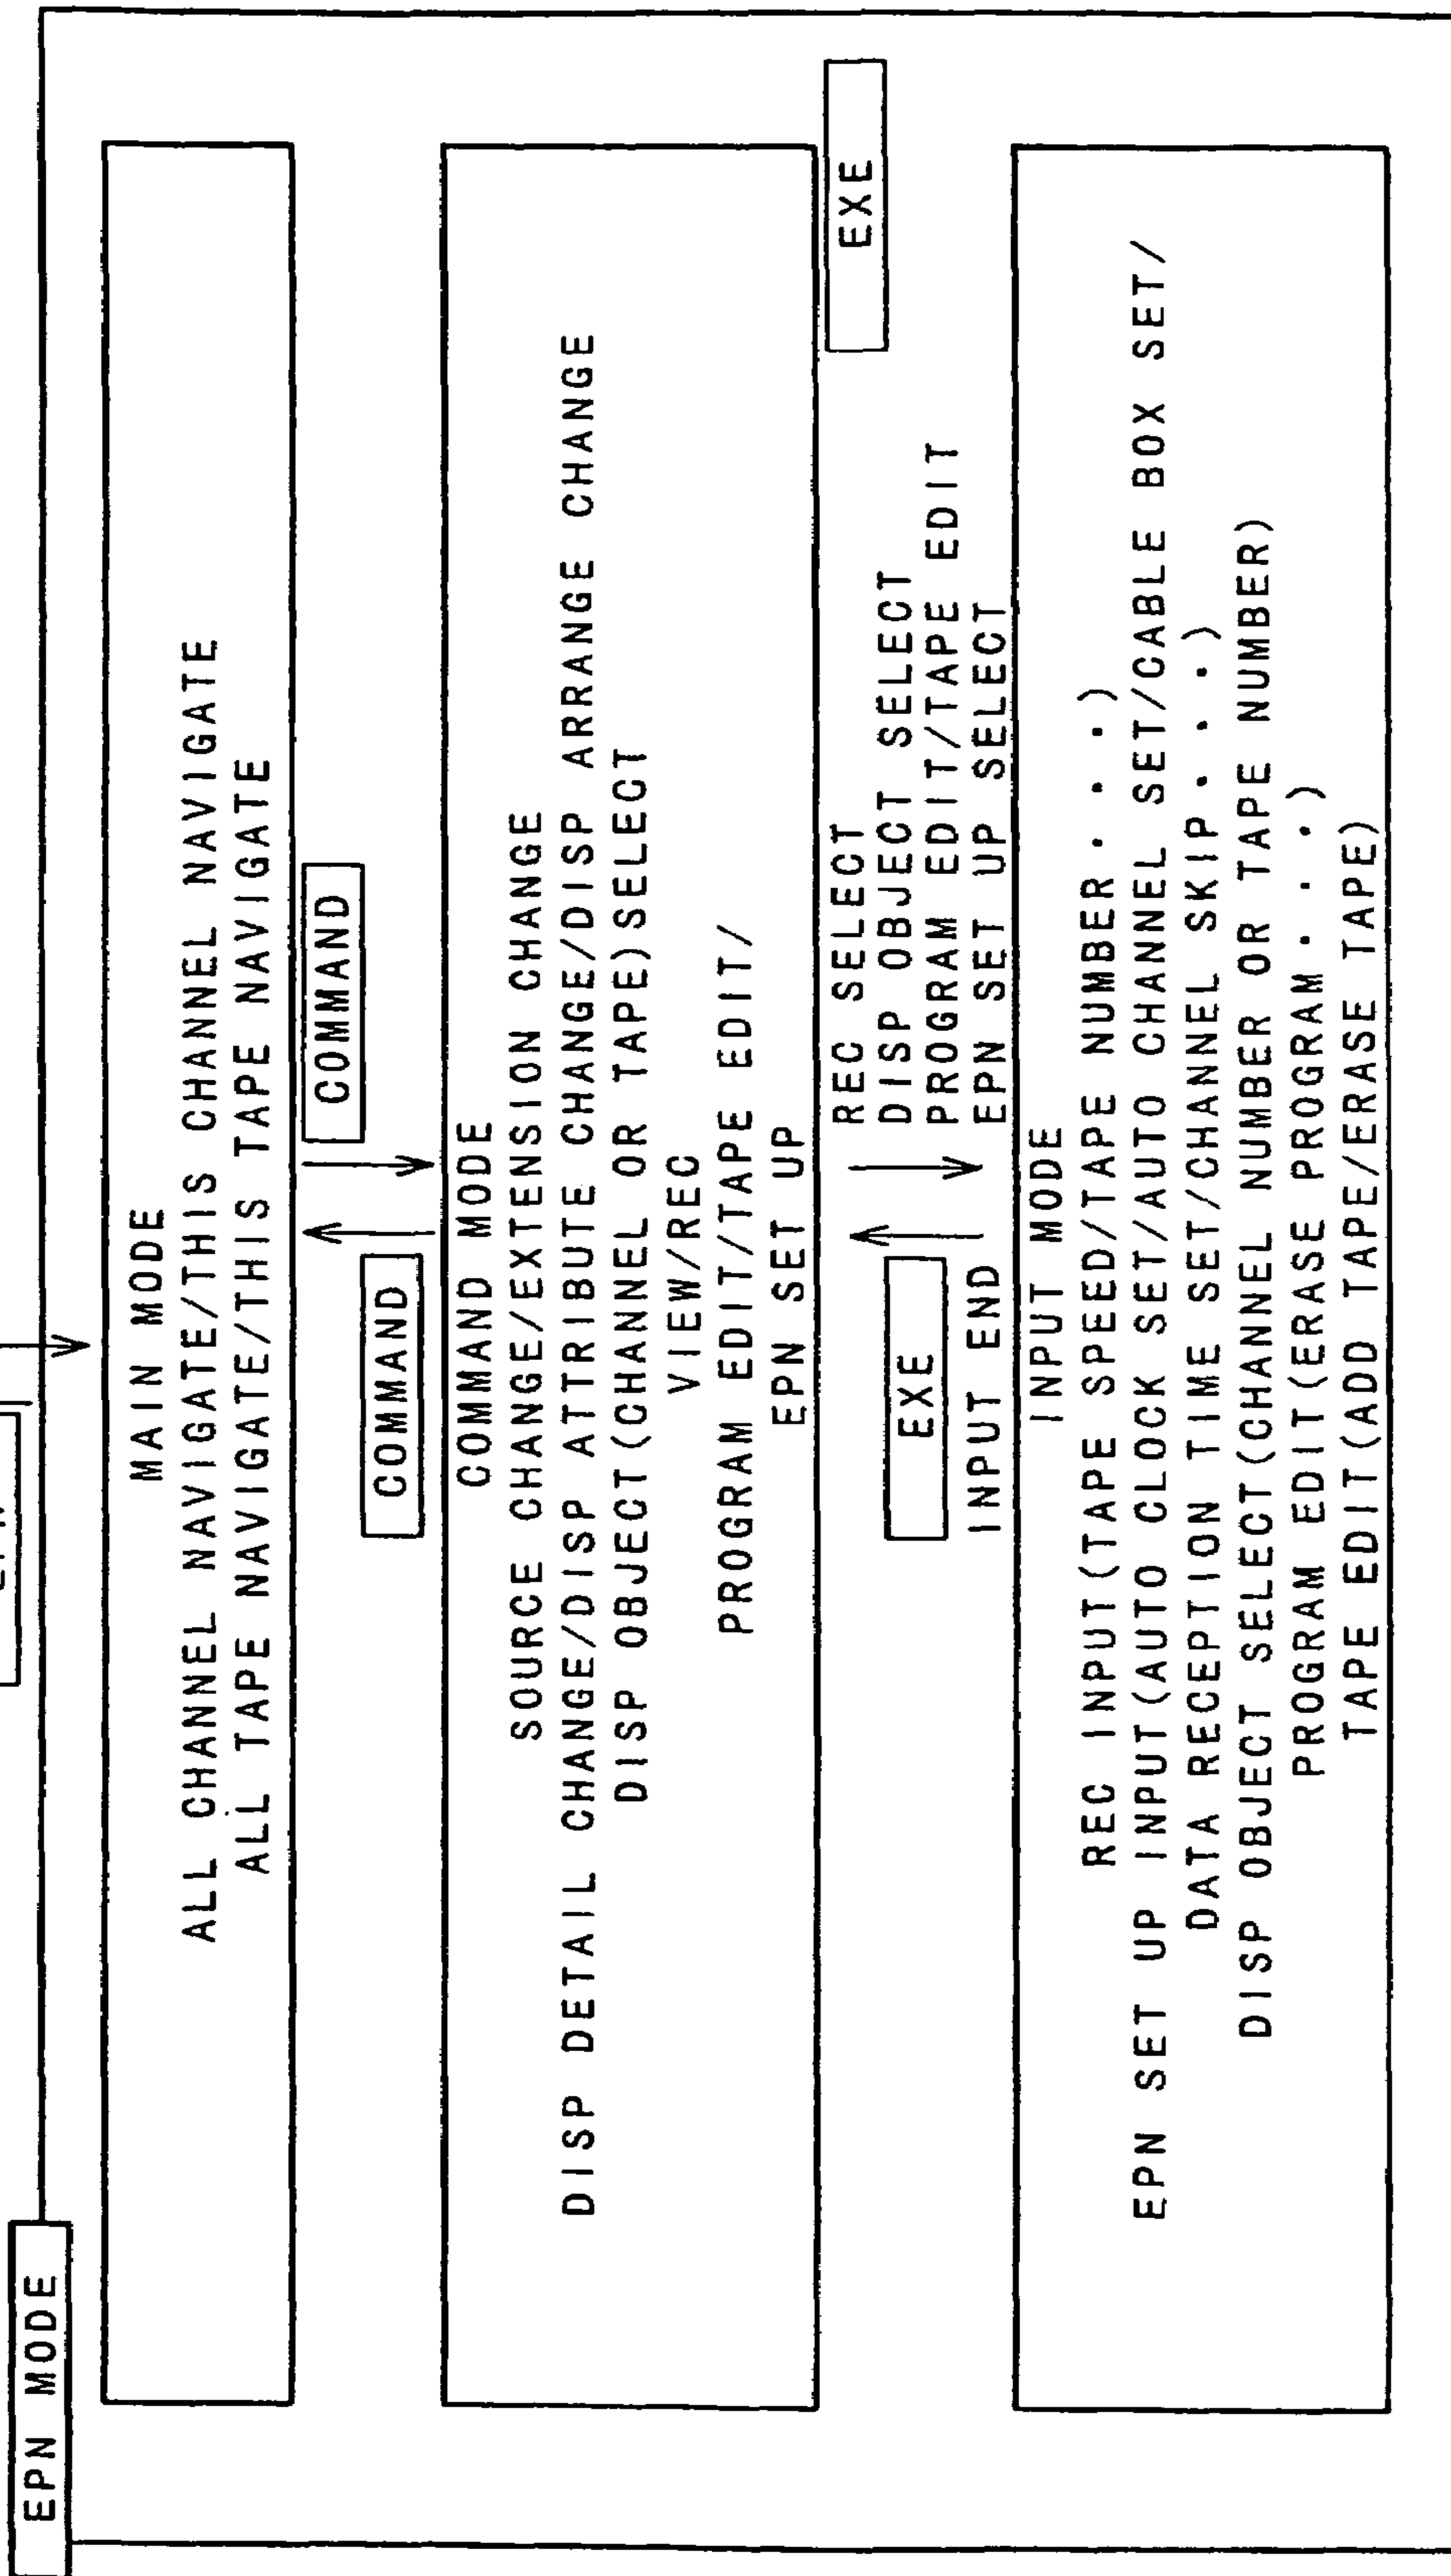 EPN MODE
MAIN MODE
ALL CHANNEL NAVIGATE/THIS CHANNEL NAVIGATE
ALL TAPE NAVIGATE/THIS TAPE NAVIGATE
COMMAND
COMMAND
COMMAND MODE
SOURCE CHANGE/EXTENSION CHANGE
DISP DETAIL CHANGE/DISP ATTRIBUTE CHANGE/DISP ARRANGE CHANGE
DISP OBJECT(CHANNEL OR TAPE)SELECT
VIEW/REC
PROGRAM EDIT/TAPE EDIT/
EPN SET UP
EXE
REC SELECT
DISP OBJECT SELECT
PROGRAM EDIT/TAPE EDIT
EPN SET UP SELECT
EXE
INPUT END
INPUT MODE
REC INPUT(TAPE SPEED/TAPE NUMBER...)
EPN SET UP INPUT(AUTO CLOCK SET/AUTO CHANNEL SET/CABLE BOX SET/
DATA RECEPTION TIME SET/CHANNEL SKIP...)
DISP OBJECT SELECT(CHANNEL NUMBER OR TAPE NUMBER)
PROGRAM EDIT(ERASE PROGRAM...)
TAPE EDIT(ADD TAPE/ERASE TAPE)